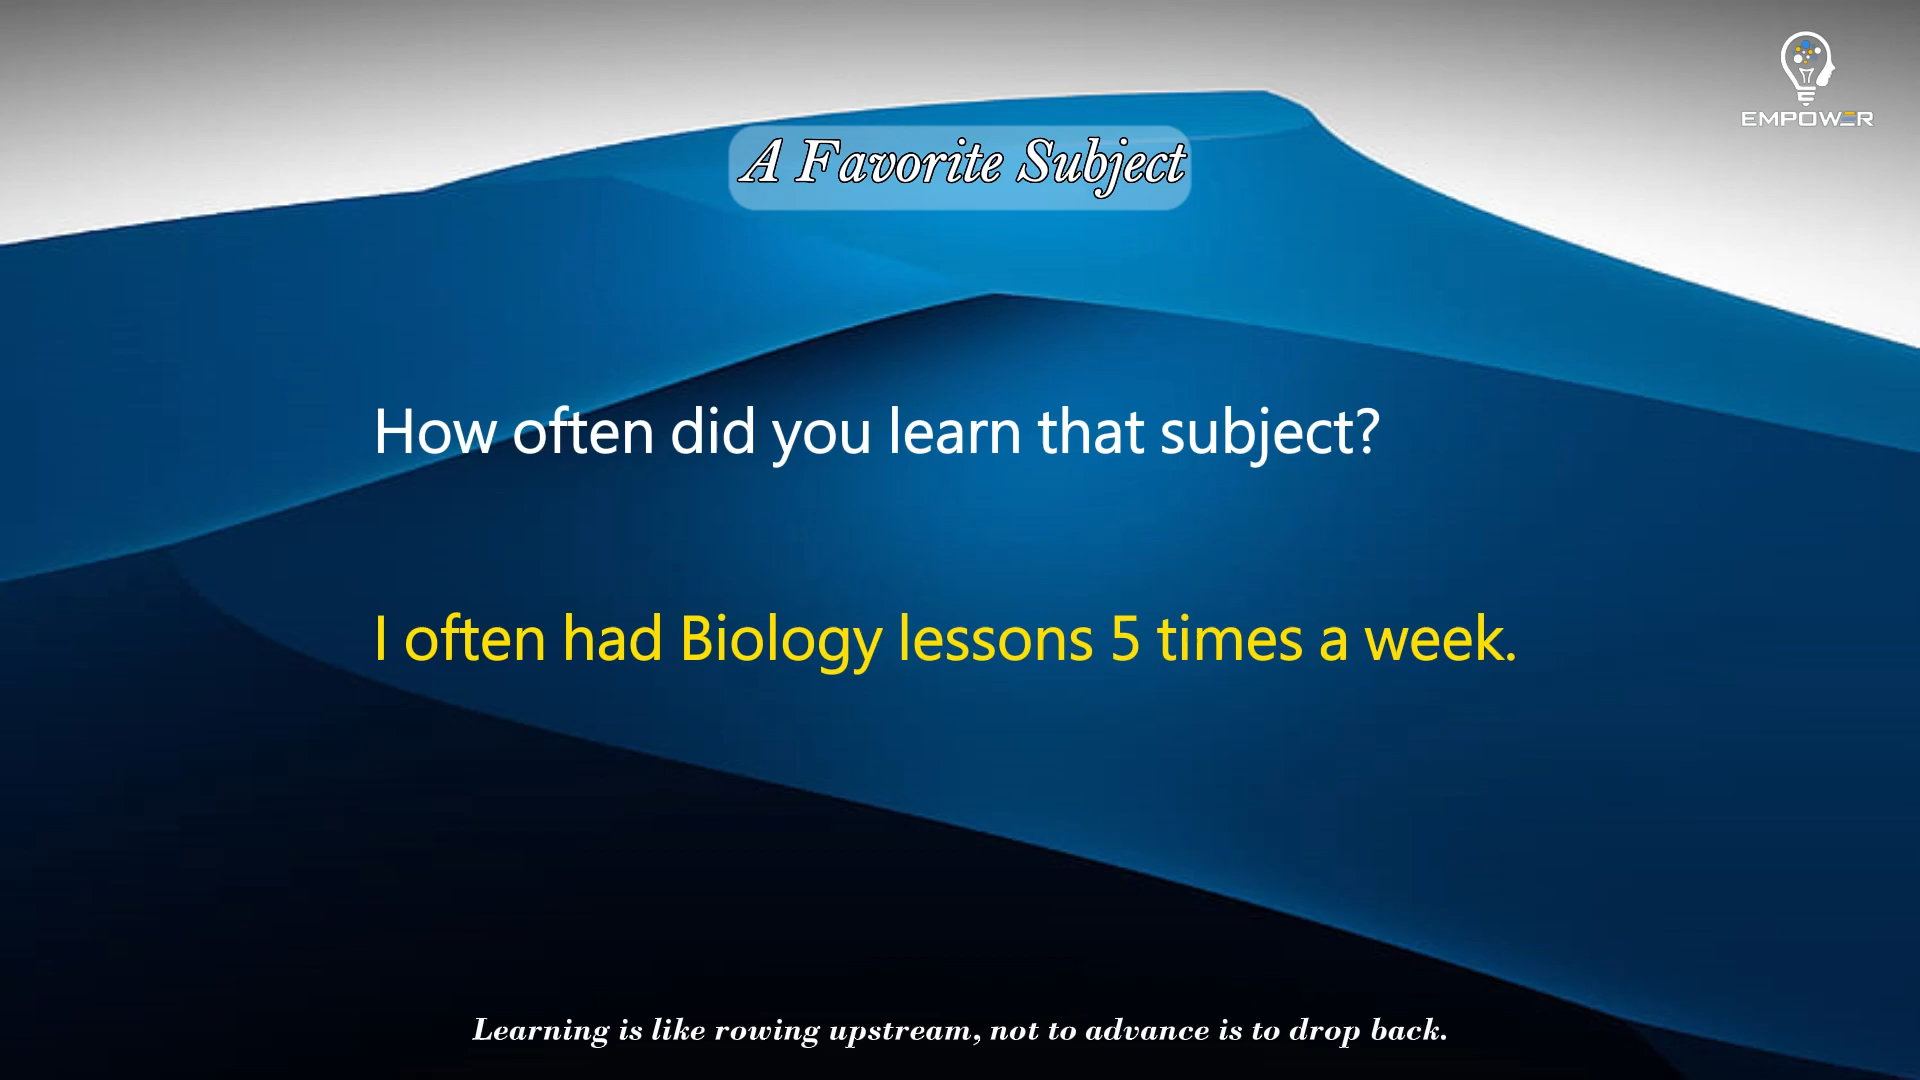 EMPOWER
A Favorite Subject
How often did you learn that subject?
I often had Biology lessons 5 times a week.
Learning is like rowing upstream, not to advance is to drop back.